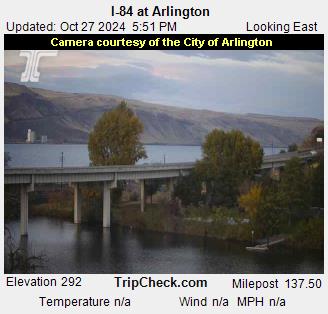 I-84 at Arlington
Updated: Oct 27 2024 5:51 PM Looking East
Camera courtesy of the City of Arlington
Elevation 292 TripCheck.com Milepost 137.50
Temperature n/a Wind n/a MPH n/a